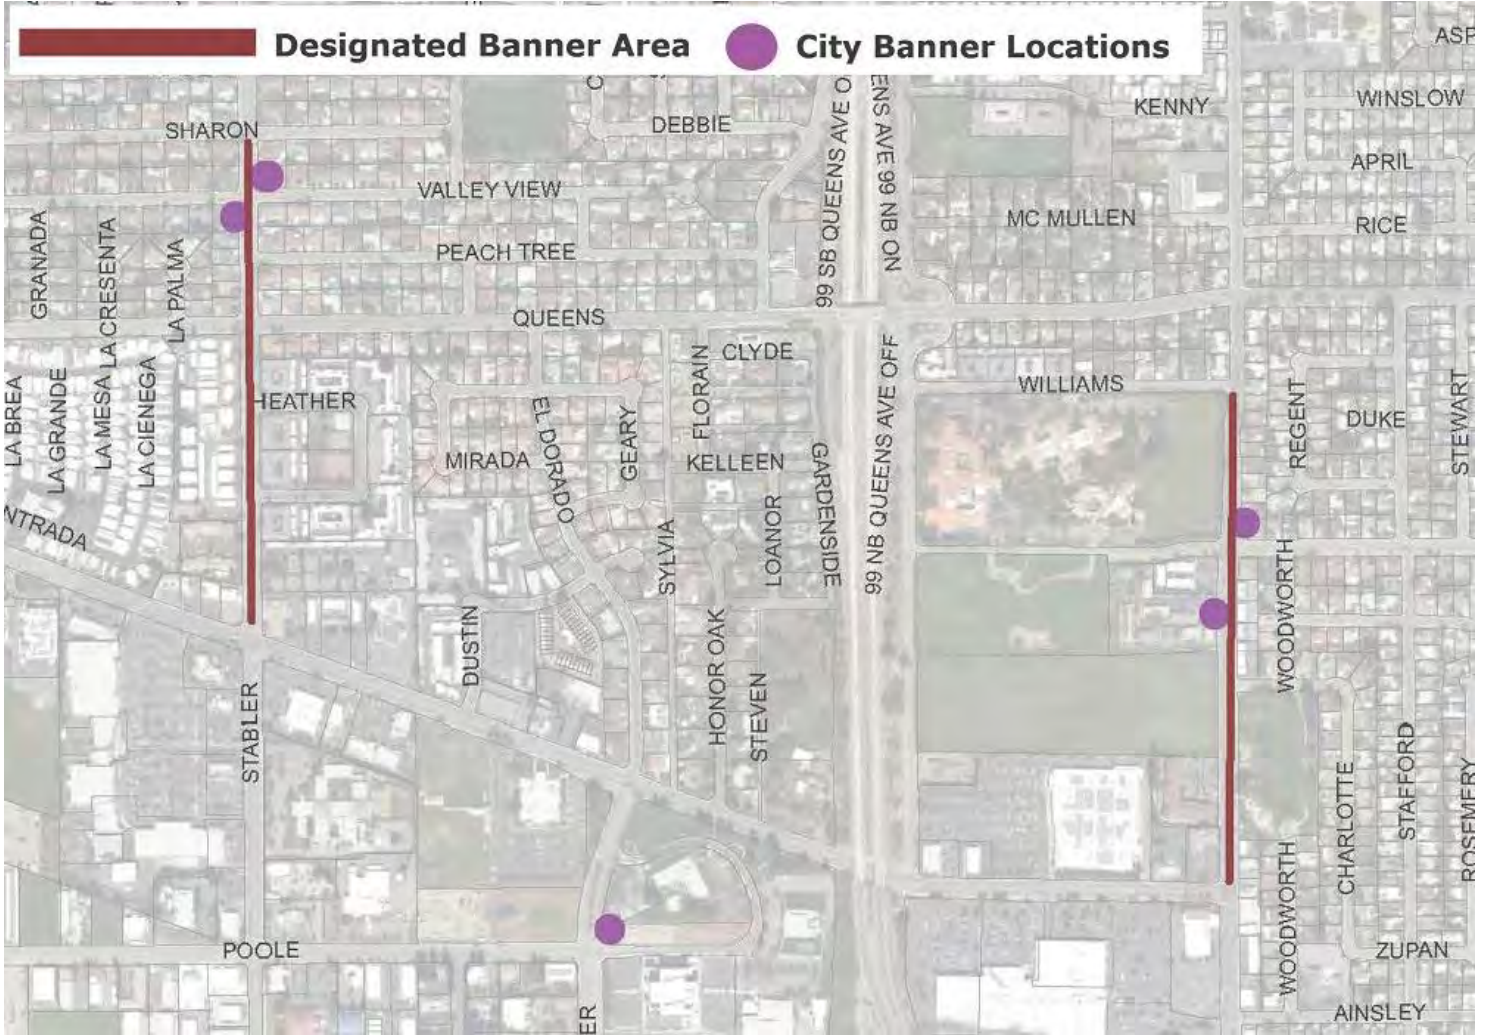 Designated Banner Area
City Banner Locations
ASP
WINSLOW
KENNY
SHARON
DEBBIE
APRIL
VALLEY VIEW
MC MULLEN
RICE
99 SB QUEENS AVE O
ENS AVE 99 NB ON
GRANADA
LA CRESENTA
LA PALMA
PEACH TREE
QUEENS
CLYDE
FLORAIN
WILLIAMS
LA BREA
LAGRANDE
LA MESA
LA CIENEGA
HEATHER
EL DORADO
GEARY
MIRADA
KELLEEN
GARDENSIDE
99 NB QUEENS AVE OFF
REGENT
DUKE
STEWART
NTRADA
SYLVIA
LOANOR
WOODWORTH
DUSTIN
HONOR OAK
STEVEN
STABLER
CHARLOTTE
STAFFORD
ROSEMERY
WOODWORTH
POOLE
ZUPAN
ER
AINSLEY